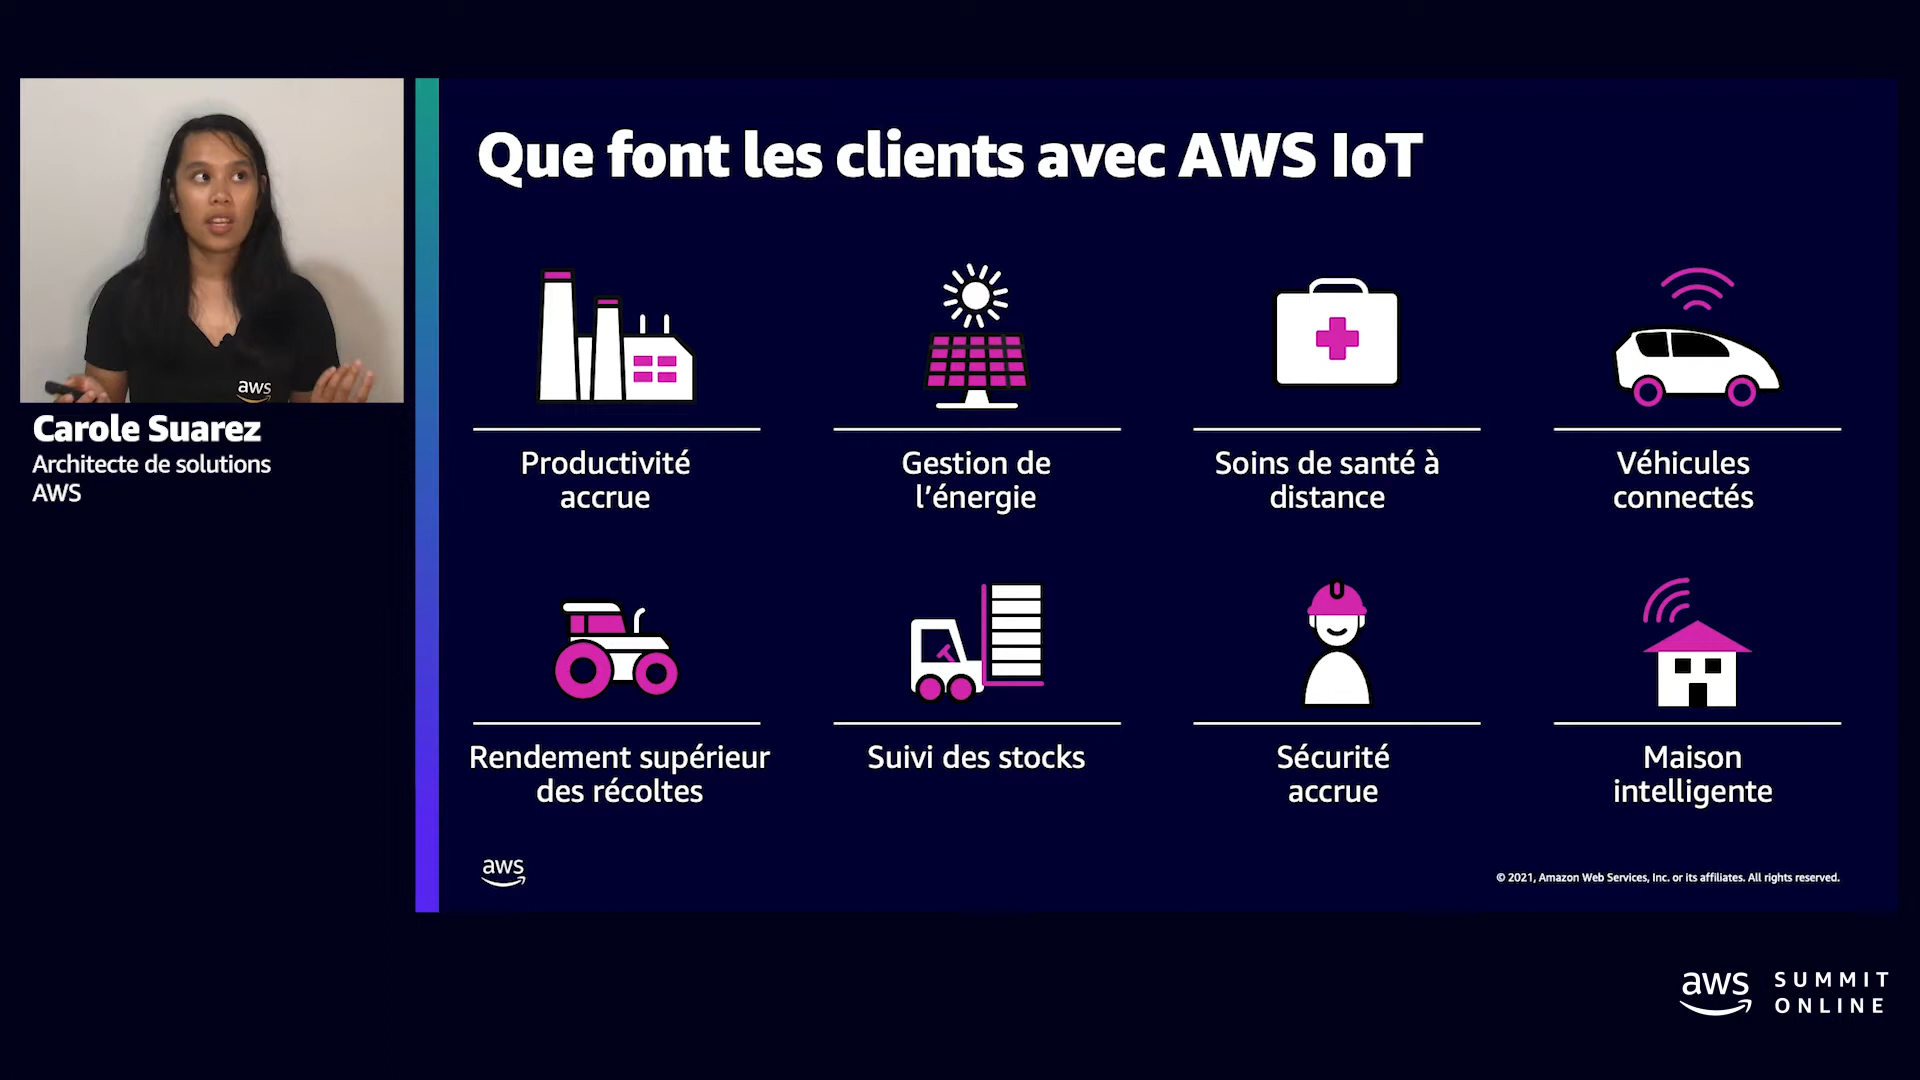 Que font les clients avec AWS IoT
aws
Carole Suarez
Architecte de solutions
AWS
Productivité
accrue
Gestion de
l'énergie
Soins de santé à
distance
Véhicules
connectés
Rendement supérieur
des récoltes
Suivi des stocks
Sécurité
accrue
Maison
intelligente
aws
© 2021, Amazon Web Services, Inc. or its affiliates. All rights reserved.
aws
SUMMIT
ONLINE